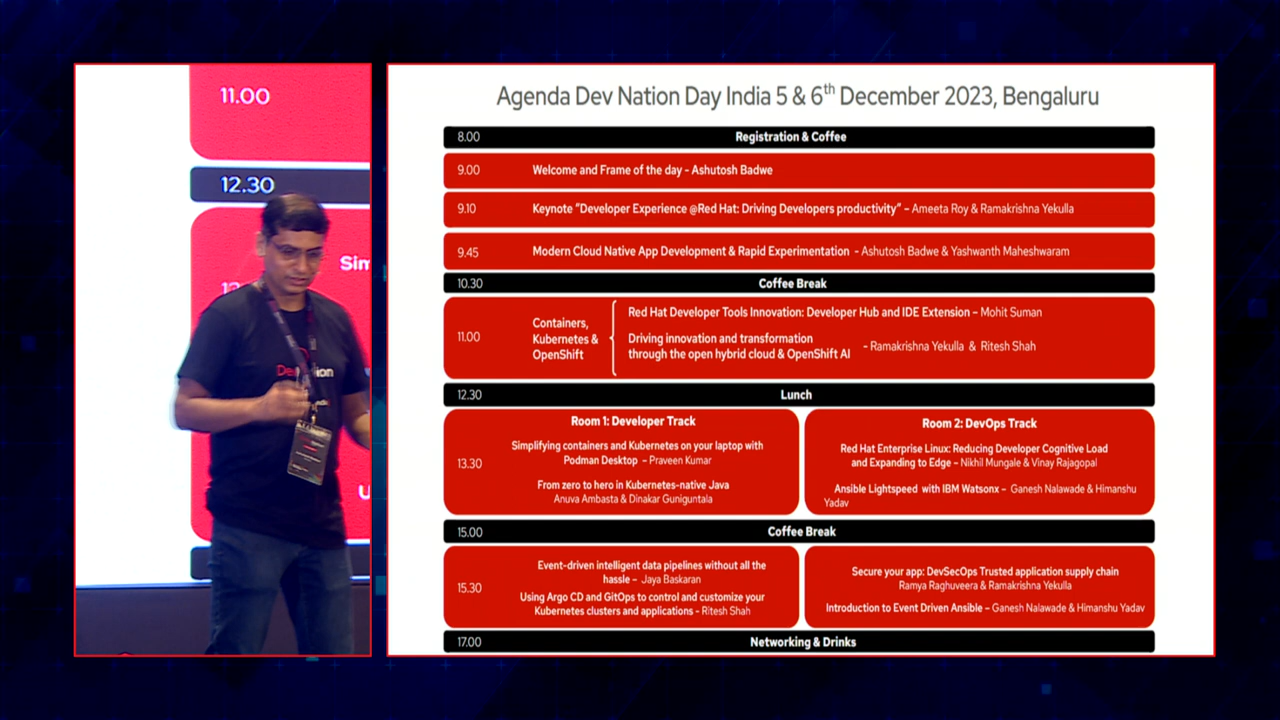 11.00
12.30
Sim
Agenda Dev Nation Day India 5 & 6th December 2023, Bengaluru
8.00 Registration & Coffee
9.00 Welcome and Frame of the day - Ashutosh Badwe
9.10 Keynote "Developer Experience @Red Hat: Driving Developers productivity" – Ameeta Roy & Ramakrishna Yekulla
9.45 Modern Cloud Native App Development & Rapid Experimentation - Ashutosh Badwe & Yashwanth Maheshwaram
10.30 Coffee Break
11.00
Containers,
Kubernetes &
OpenShift
Red Hat Developer Tools Innovation: Developer Hub and IDE Extension – Mohit Suman
Driving innovation and transformation
through the open hybrid cloud & OpenShift AI
- Ramakrishna Yekulla & Ritesh Shah
12.30 Lunch
13.30
Room 1: Developer Track
Simplifying containers and Kubernetes on your laptop with
Podman Desktop – Praveen Kumar
From zero to hero in Kubernetes-native Java
Anuva Ambasta & Dinakar Guniguntala
Room 2: DevOps Track
Red Hat Enterprise Linux: Reducing Developer Cognitive Load
and Expanding to Edge – Nikhil Mungale & Vinay Rajagopal
Ansible Lightspeed with IBM Watsonx – Ganesh Nalawade & Himanshu
Yadav
15.00 Coffee Break
15.30
Event-driven intelligent data pipelines without all the
hassle – Jaya Baskaran
Using Argo CD and GitOps to control and customize your
Kubernetes clusters and applications - Ritesh Shah
Secure your app: DevSecOps Trusted application supply chain
Ramya Raghuveera & Ramakrishna Yekulla
Introduction to Event Driven Ansible – Ganesh Nalawade & Himanshu Yadav
17.00 Networking & Drinks